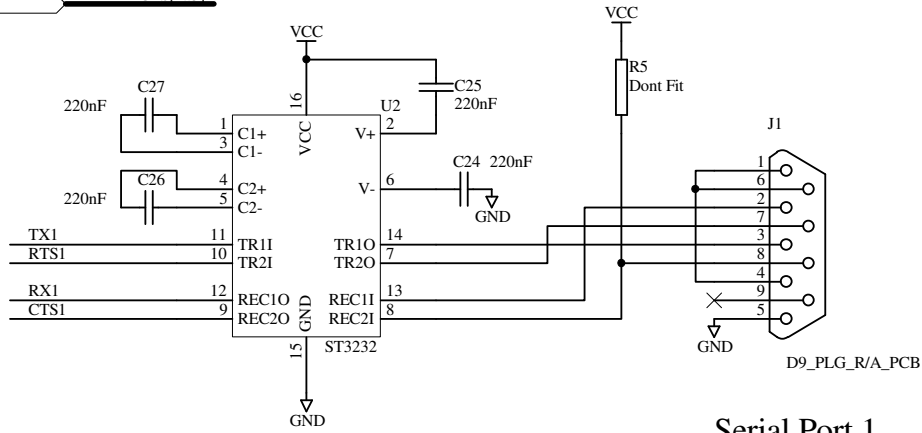 VCC
VCC
R5
Dont Fit
C27
220nF
C25
220nF
16
U2
J1
1 C1+
3 C1-
VCC
V+ 2
C26
220nF
4 C2+
5 C2-
V- 6
C24 220nF
GND
TX1 11 TR1I
RTS1 10 TR2I
TR1O 14
TR2O 7
RX1 12 REC1O
CTS1 9 REC2O
GND
REC1I 13
REC2I 8
15
ST3232
GND
1
6
2
7
3
8
4
9
5
GND
D9_PLG_R/A_PCB
Serial Port 1